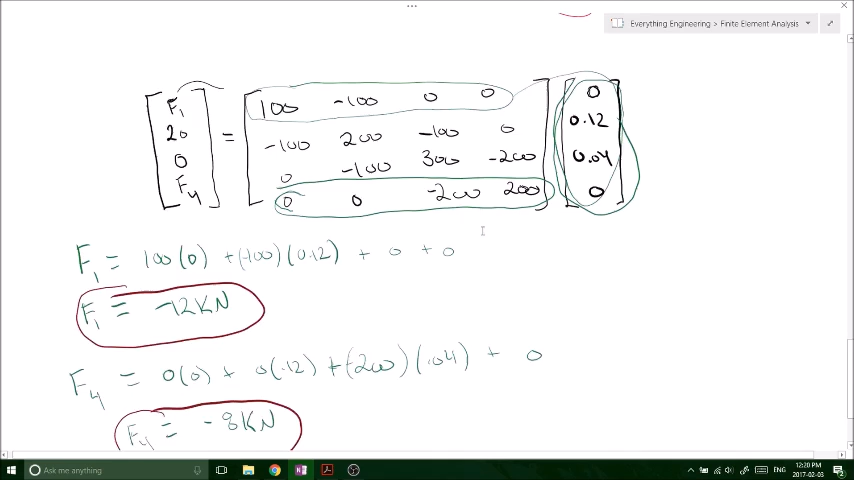 Everything Engineering > Finite Element Analysis
F₁ 100 -100 0 0 0
20 = -100 200 -100 0 0.12
0 0 -100 300 -200 0.04
F₄ 0 0 -200 200 0
F₁ = 100(0) + (-100)(0.12) + 0 + 0
F₁ = -12KN
F₄ = 0(0) + 0(.12) + (-200)(.04) + 0
F₄ = -8KN
Ask me anything
ENG
12:20 PM
2017-02-03